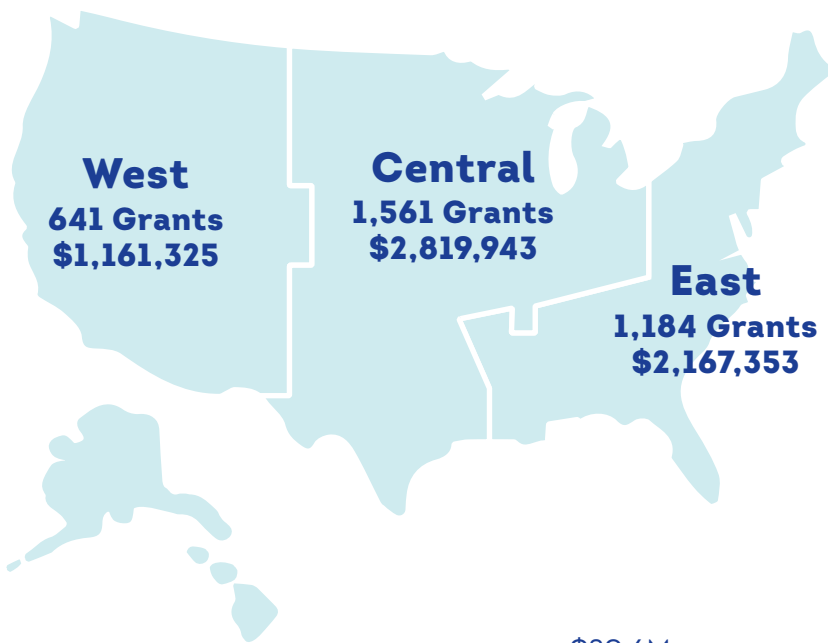 West
641 Grants
$1,161,325
Central
1,561 Grants
$2,819,943
East
1,184 Grants
$2,167,353